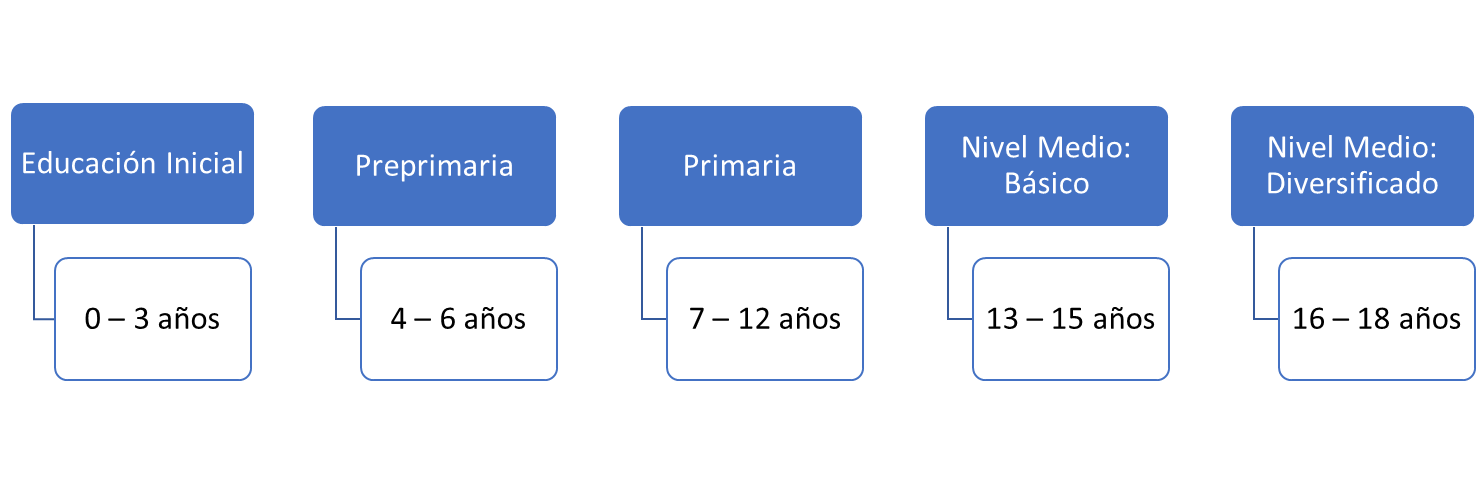 Educación Inicial
0 – 3 años
Preprimaria
4 – 6 años
Primaria
7 – 12 años
Nivel Medio:
Básico
13 – 15 años
Nivel Medio:
Diversificado
16 – 18 años